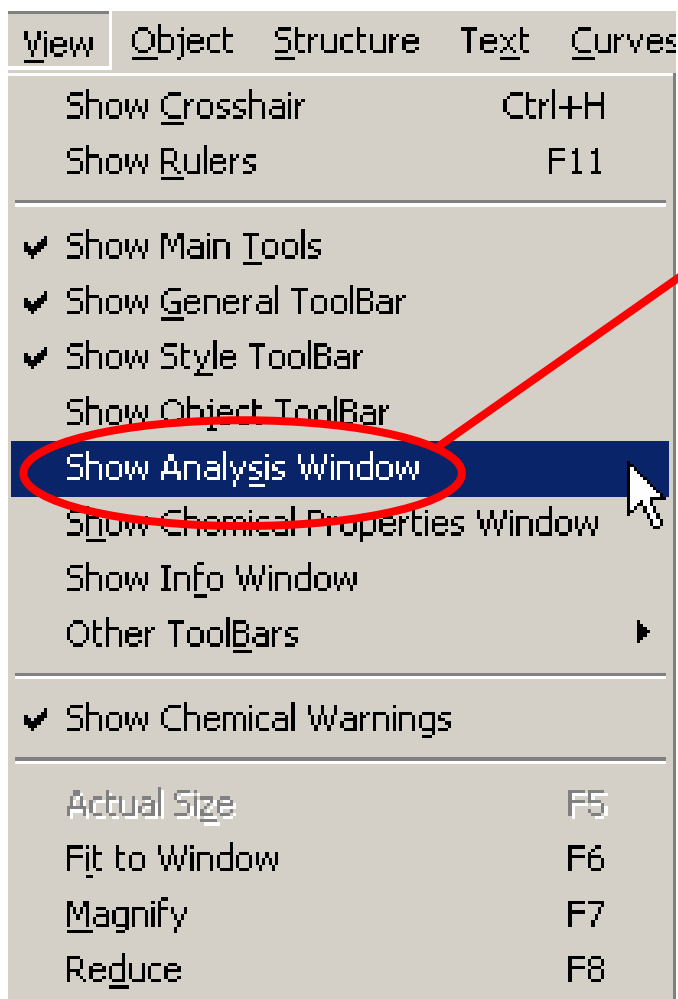 View Object Structure Text Curves
Show Crosshair Ctrl+H
Show Rulers F11
Show Main Tools
Show General ToolBar
Show Style ToolBar
Show Object ToolBar
Show Analysis Window
Show Chemical Properties Window
Show Info Window
Other ToolBars
Show Chemical Warnings
Actual Size F5
Fit to Window F6
Magnify F7
Reduce F8